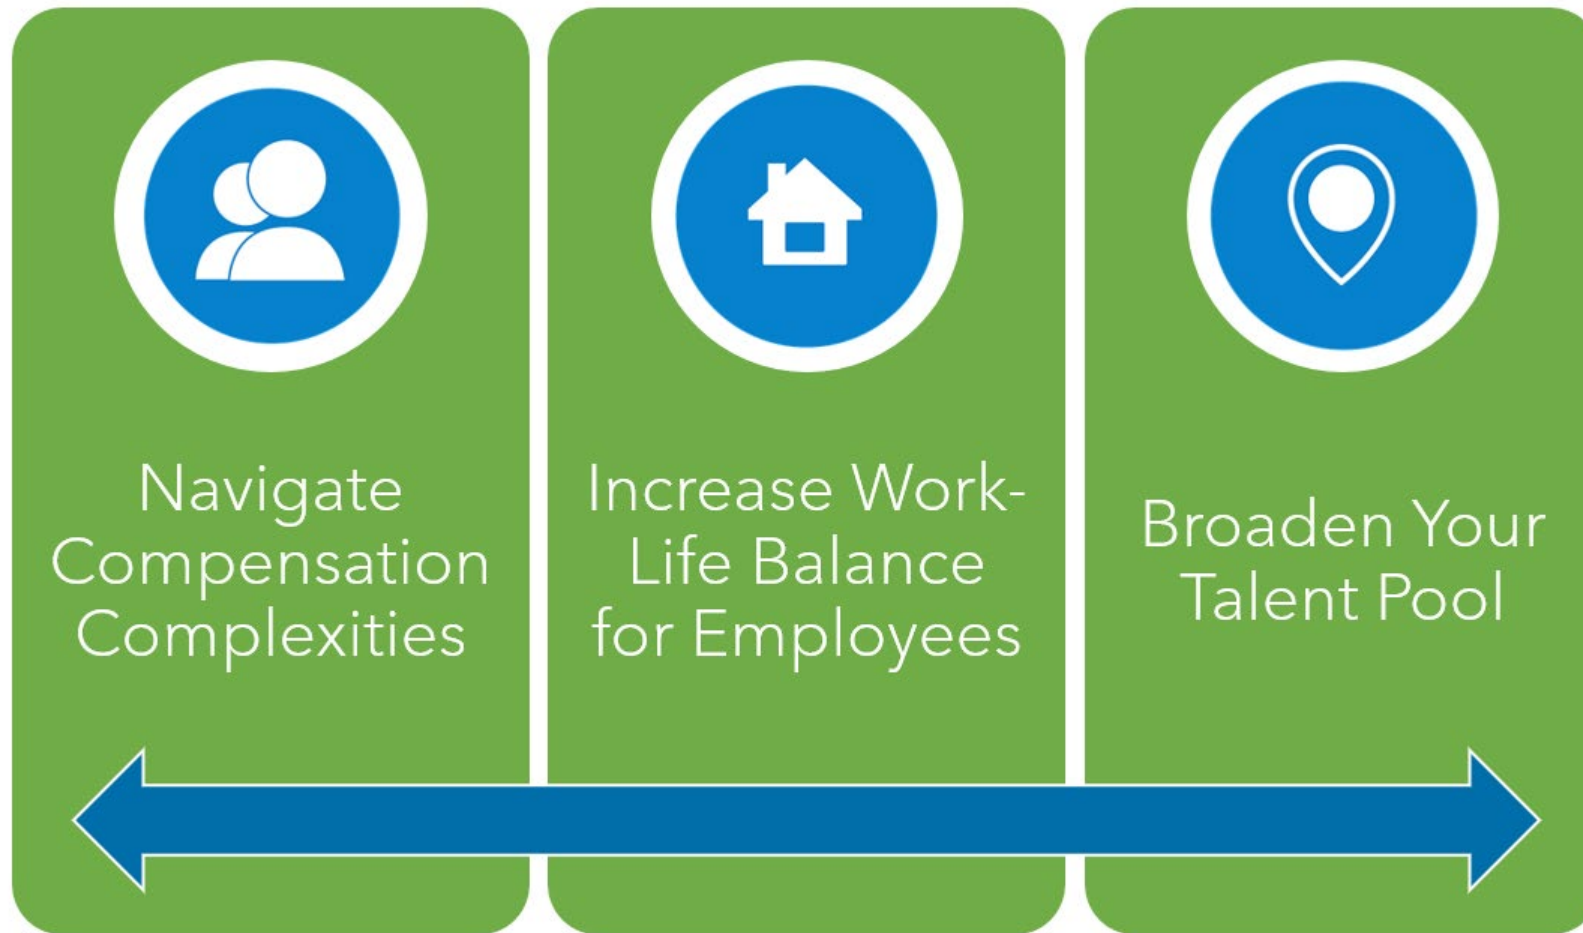 Navigate
Compensation
Complexities
Increase Work-
Life Balance
for Employees
Broaden Your
Talent Pool